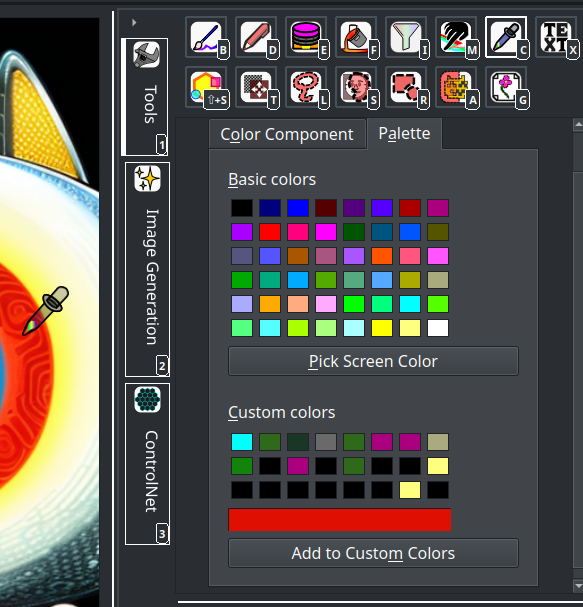 B D E F I M C TEXT X
⇧+S T L S R A G
Tools
1
Image Generation
2
ControlNet
3
Color Component Palette
Basic colors
Pick Screen Color
Custom colors
Add to Custom Colors